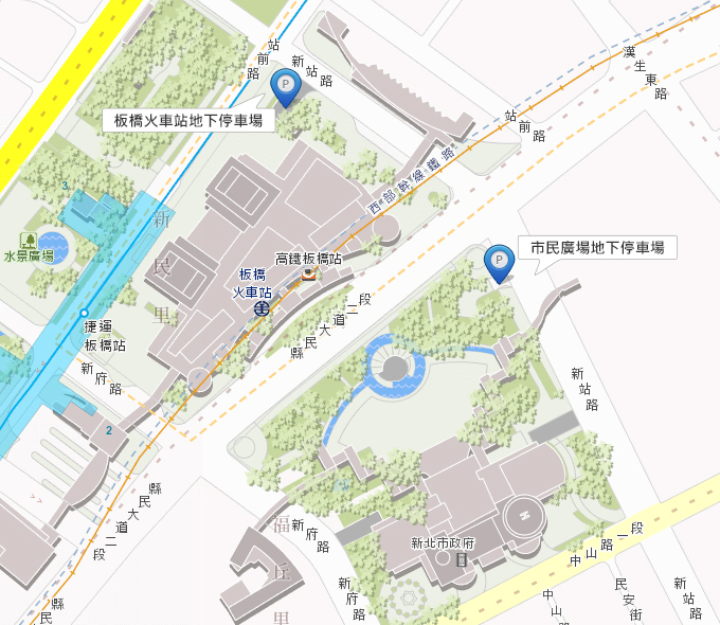 站前路
新站路
漢生東路
P
板橋火車站地下停車場
站前路
西部幹線鐵路
3
新民里
水景廣場
高鐵板橋站
板橋
火車站
P
市民廣場地下停車場
縣民大道二段
捷運
板橋站
新府路
新站路
2
縣民大道二段
福丘里
新府路
H
新北市政府
中山路一段
新府路
中山路
民安街
新站路
縣民